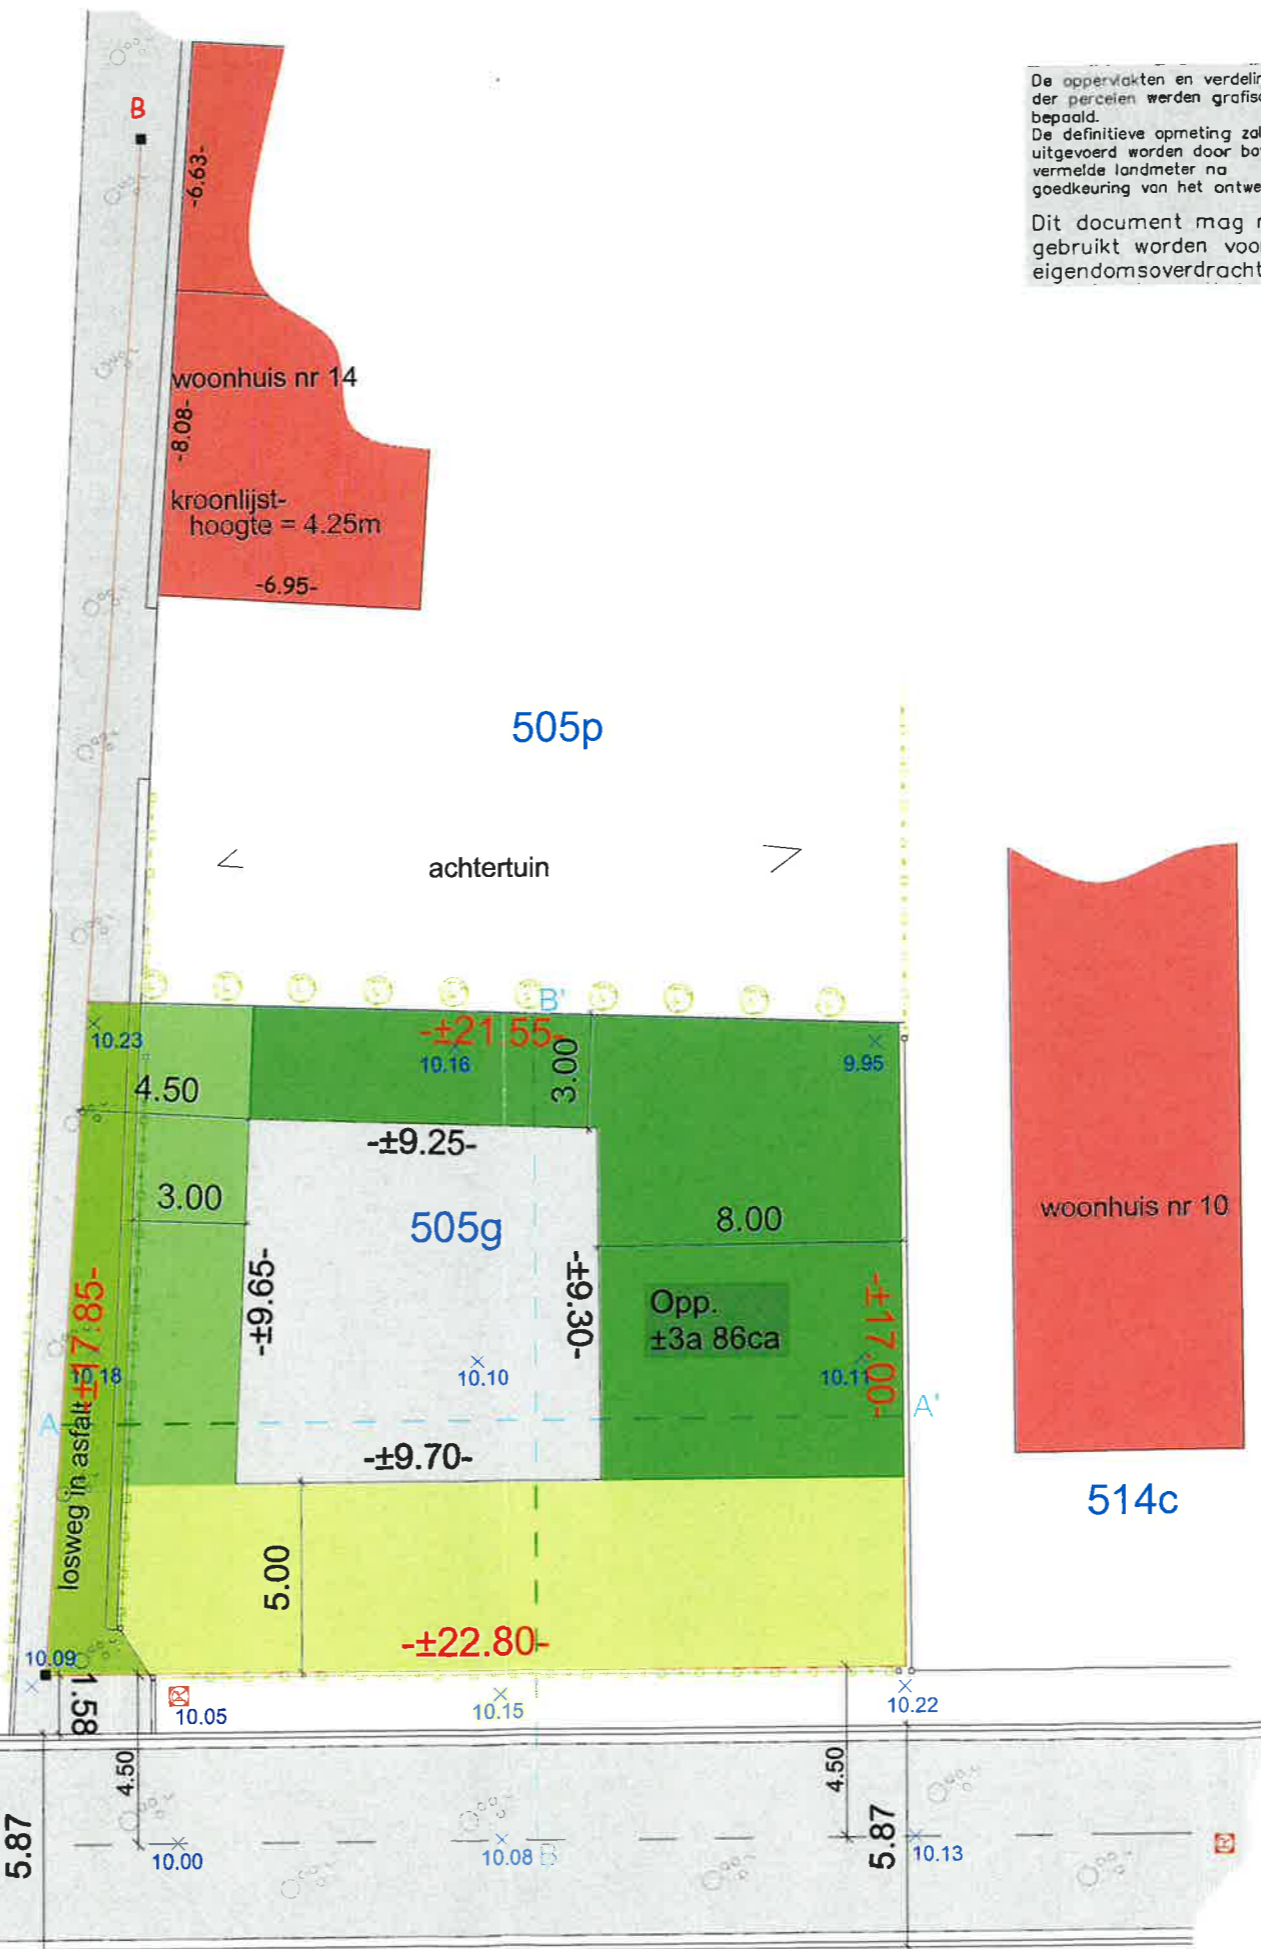 De oppervlakten en verdelin
der percelen werden grafisc
bepaald.
De definitieve opmeting zal
uitgevoerd worden door bo
vermelde landmeter na
goedkeuring van het ontwe
Dit document mag n
gebruikt worden voor
eigendomsoverdracht
B
-6.63-
woonhuis nr 14
-8.08-
kroonlijst-
hoogte = 4.25m
-6.95-
505p
achtertuin
B'
-±21.55-
10.23
10.16
3.00
9.95
4.50
-±9.25-
3.00
505g
8.00
woonhuis nr 10
-±9.65-
-±9.30-
-±17.85-
Opp.
±3a 86ca
-±17.00-
10.18
10.10
10.11
A
A'
losweg in asfalt
-±9.70-
514c
5.00
-±22.80-
10.09
1.58
R
10.05
10.15
10.22
4.50
4.50
5.87
5.87
10.00
10.08
B
10.13
R